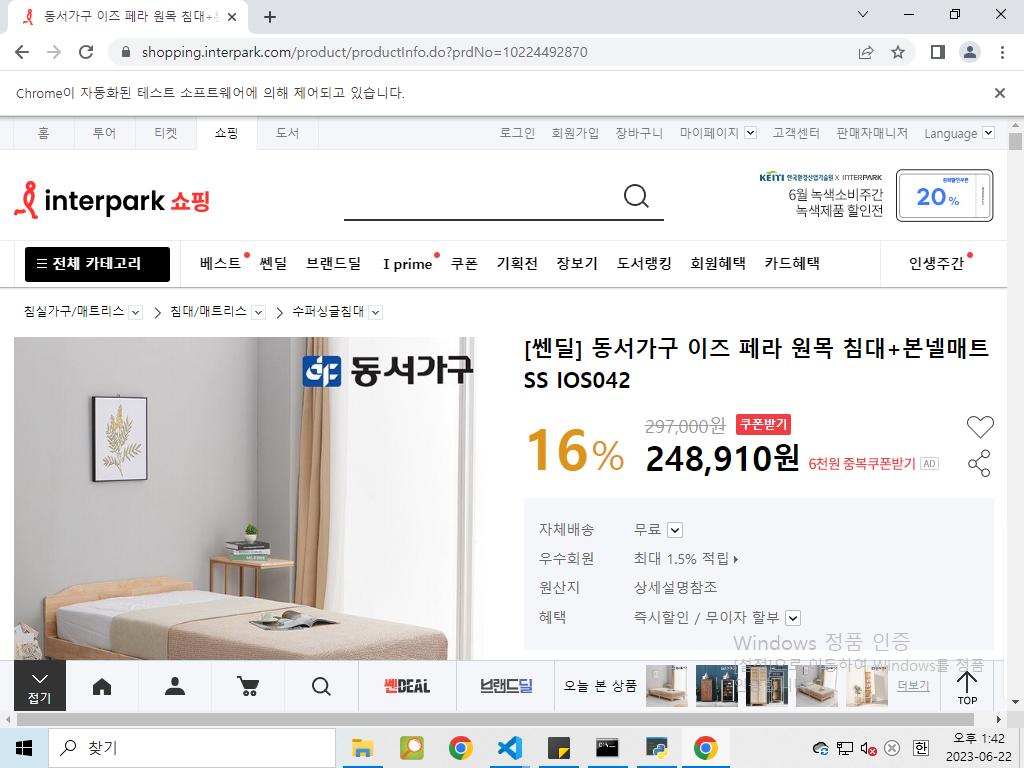 동서가구 이즈 페라 원목 침대+본
shopping.interpark.com/product/productInfo.do?prdNo=10224492870
Chrome이 자동화된 테스트 소프트웨어에 의해 제어되고 있습니다.
홈 투어 티켓 쇼핑 도서 로그인 회원가입 장바구니 마이페이지 고객센터 판매자매니저 Language
KEITI 한국환경산업기술원 X INTERPARK
6월 녹색소비주간
녹색제품 할인전
중복할인쿠폰
20%
interpark 쇼핑
전체 카테고리 베스트 쎈딜 브랜드딜 I prime 쿠폰 기획전 장보기 도서랭킹 회원혜택 카드혜택 인생주간
침실가구/매트리스 침대/매트리스 수퍼싱글침대
동서가구
[쎈딜] 동서가구 이즈 페라 원목 침대+본넬매트
SS IOS042
16%
297,000원 쿠폰받기
248,910원 6천원 중복쿠폰받기 AD
자체배송 무료
우수회원 최대 1.5% 적립
원산지 상세설명참조
혜택 즉시할인 / 무이자 할부
Windows 정품 인증
[설정]으로 이동하여 Windows를 정품
접기
쎈DEAL
브랜드딜
오늘 본 상품
더보기
TOP
찾기
한
오후 1:42
2023-06-22